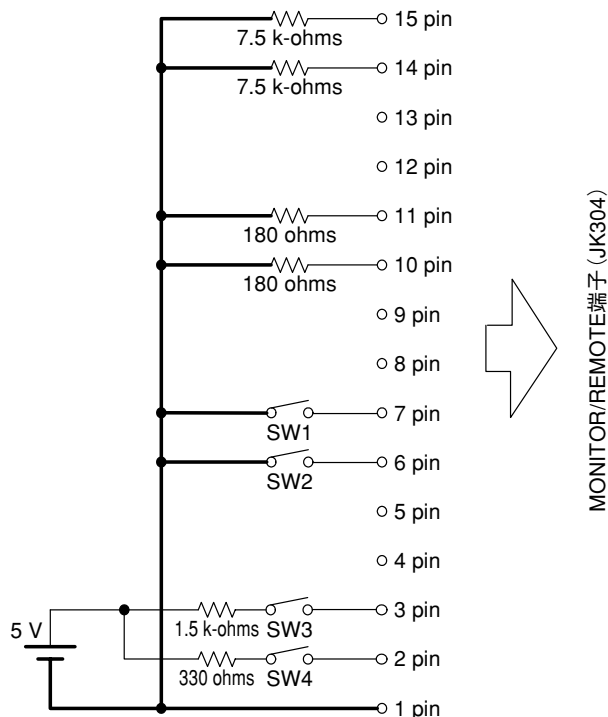 15 pin
7.5 k-ohms
14 pin
7.5 k-ohms
13 pin
12 pin
11 pin
180 ohms
10 pin
180 ohms
9 pin
8 pin
7 pin
SW1
6 pin
SW2
5 pin
4 pin
3 pin
1.5 k-ohms SW3
5 V
2 pin
330 ohms SW4
1 pin
MONITOR/REMOTE端子(JK304)